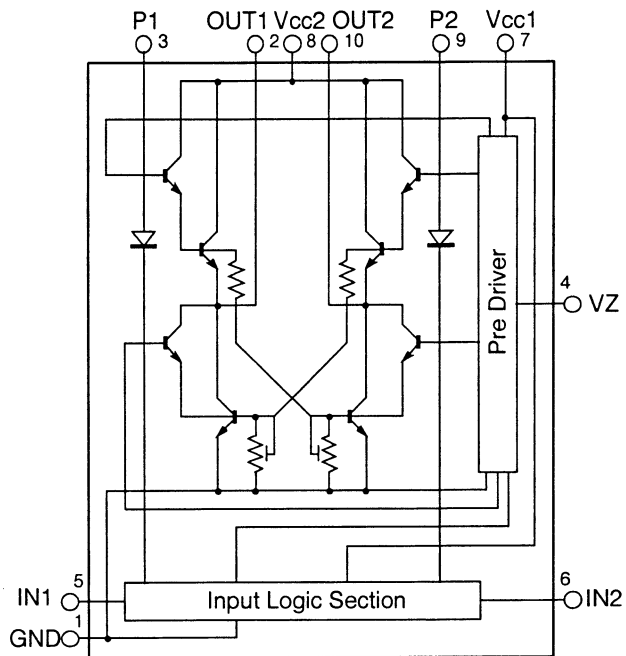 P1 OUT1 Vcc2 OUT2 P2 Vcc1
3 2 8 10 9 7
4
VZ
Pre Driver
5
IN1
Input Logic Section
6
IN2
1
GND